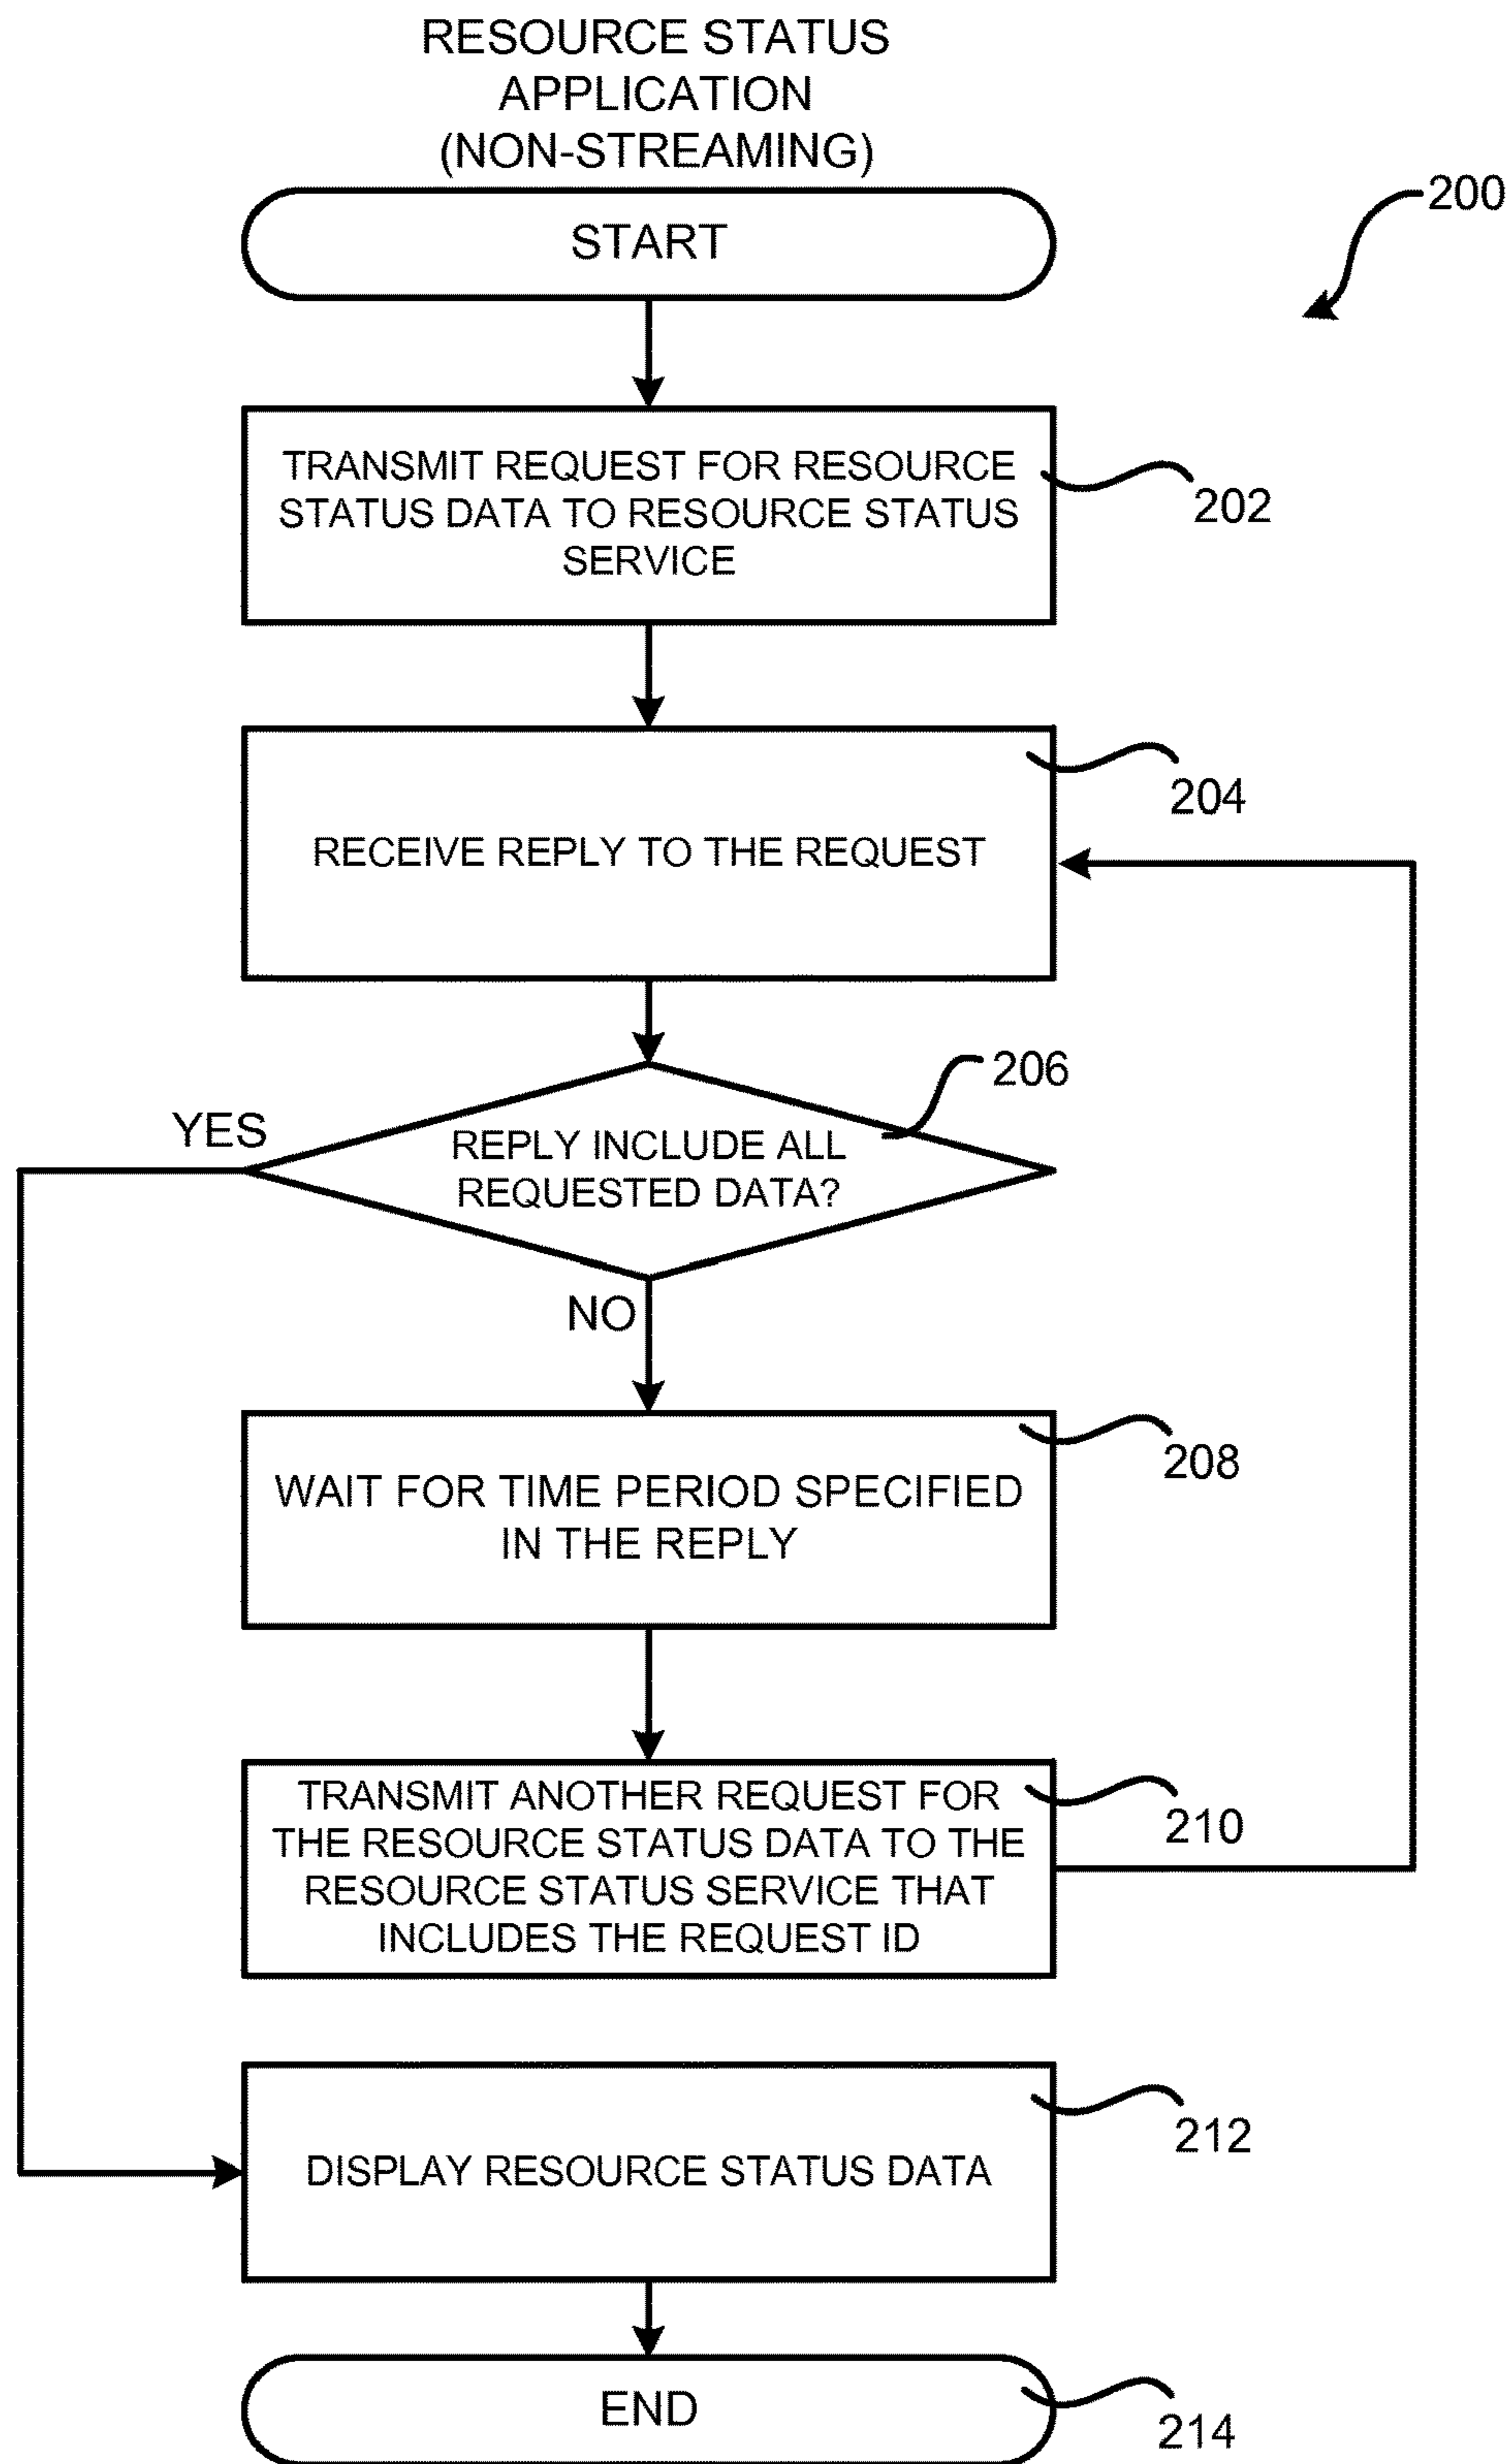 RESOURCE STATUS
APPLICATION
(NON-STREAMING)
START
200
TRANSMIT REQUEST FOR RESOURCE
STATUS DATA TO RESOURCE STATUS
SERVICE
202
204
RECEIVE REPLY TO THE REQUEST
206
YES
REPLY INCLUDE ALL
REQUESTED DATA?
NO
208
WAIT FOR TIME PERIOD SPECIFIED
IN THE REPLY
TRANSMIT ANOTHER REQUEST FOR
THE RESOURCE STATUS DATA TO THE
RESOURCE STATUS SERVICE THAT
INCLUDES THE REQUEST ID
210
212
DISPLAY RESOURCE STATUS DATA
END
214